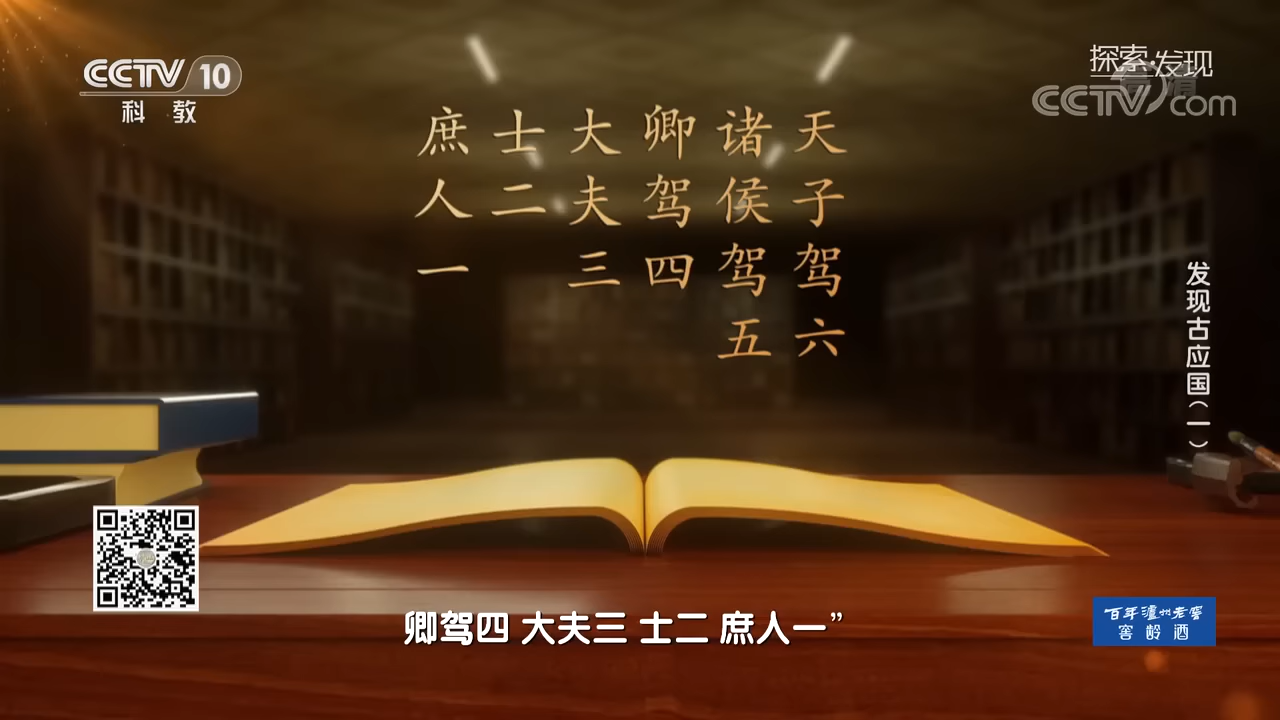 CCTV 10
科教
探索·发现
高清
CCTV.com
天子驾六
诸侯驾五
卿驾四
大夫三
士二
庶人一
发现古应国(一)
卿驾四 大夫三 士二 庶人一”
百年泸州老窖
窖龄酒